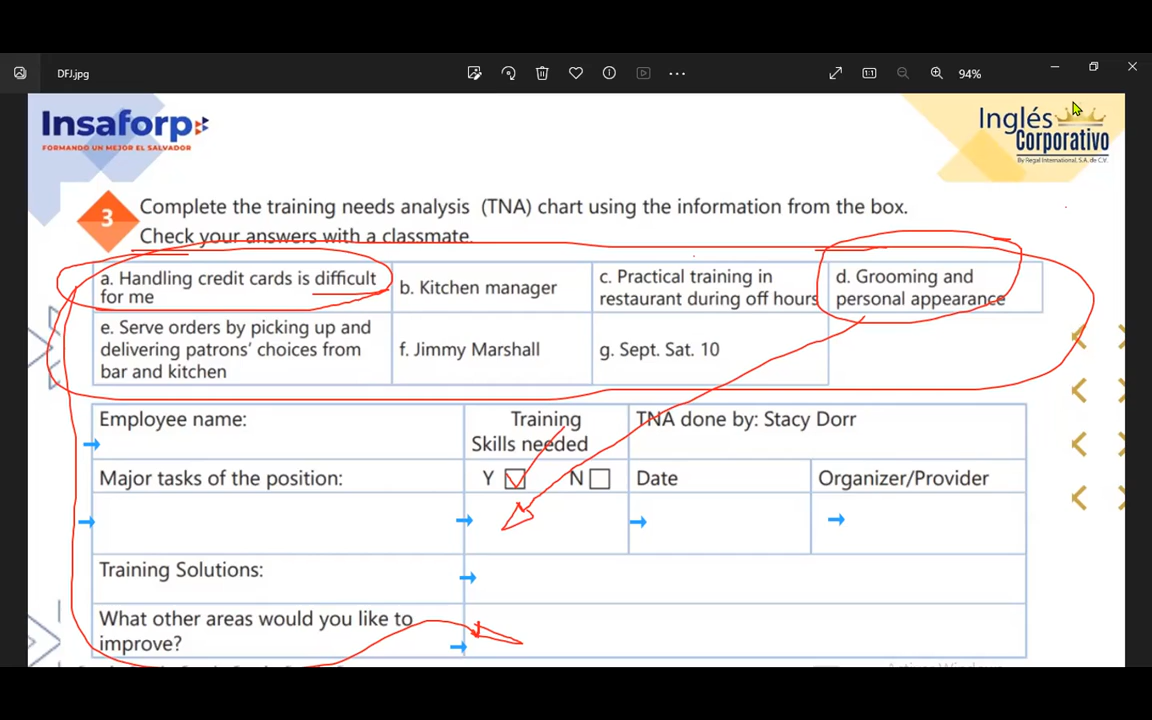 DFJ.jpg
94%
Insaforp
FORMANDO UN MEJOR EL SALVADOR
Inglés
Corporativo
By Regal International, S.A. de C.V.
3
Complete the training needs analysis (TNA) chart using the information from the box.
Check your answers with a classmate.
a. Handling credit cards is difficult
for me
b. Kitchen manager
c. Practical training in
restaurant during off hours
d. Grooming and
personal appearance
e. Serve orders by picking up and
delivering patrons' choices from
bar and kitchen
f. Jimmy Marshall
g. Sept. Sat. 10
Employee name:
Training
Skills needed
TNA done by: Stacy Dorr
Major tasks of the position:
Y
N
Date
Organizer/Provider
Training Solutions:
What other areas would you like to
improve?